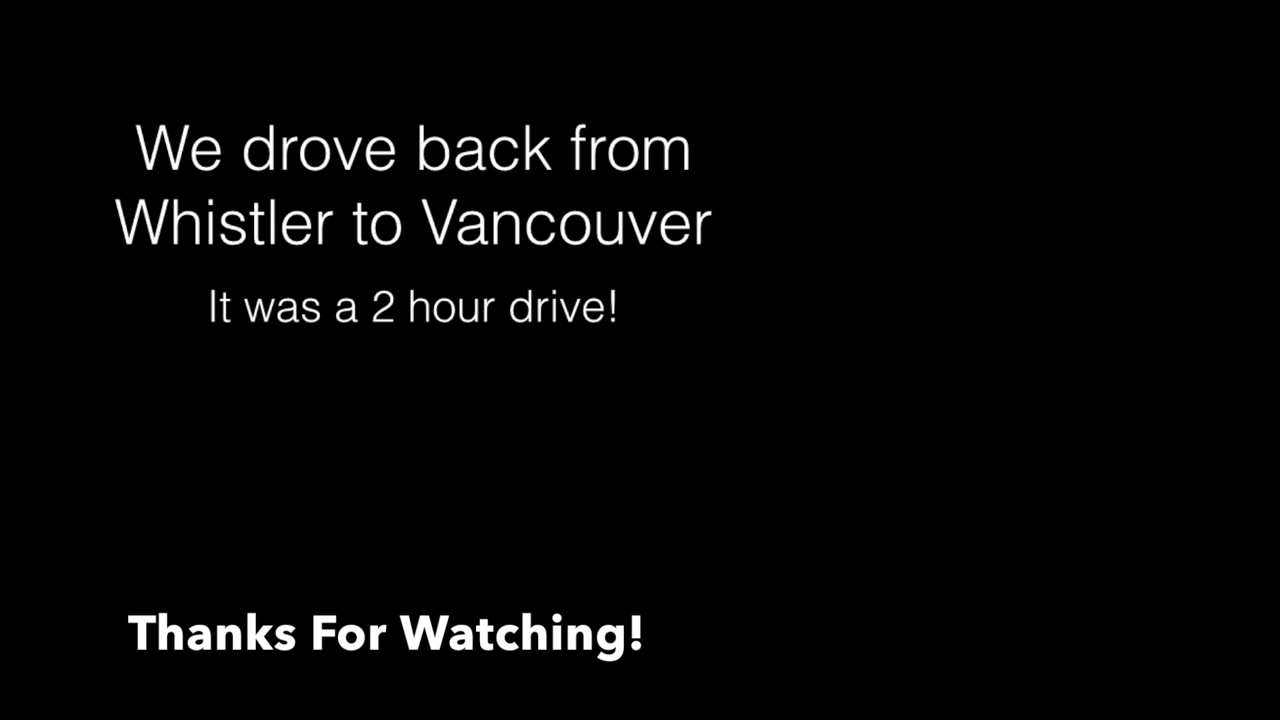 We drove back from
Whistler to Vancouver
It was a 2 hour drive!
Thanks For Watching!